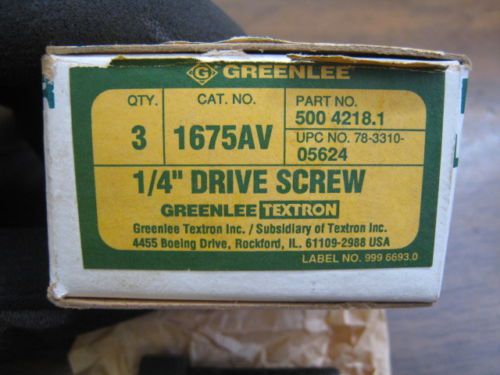 G GREENLEE
QTY. CAT. NO. PART NO.
3 1675AV 500 4218.1
UPC NO. 78-3310-
05624
1/4" DRIVE SCREW
GREENLEE TEXTRON
Greenlee Textron Inc. / Subsidiary of Textron Inc.
4455 Boeing Drive, Rockford, IL. 61109-2988 USA
LABEL NO. 999 6693.0